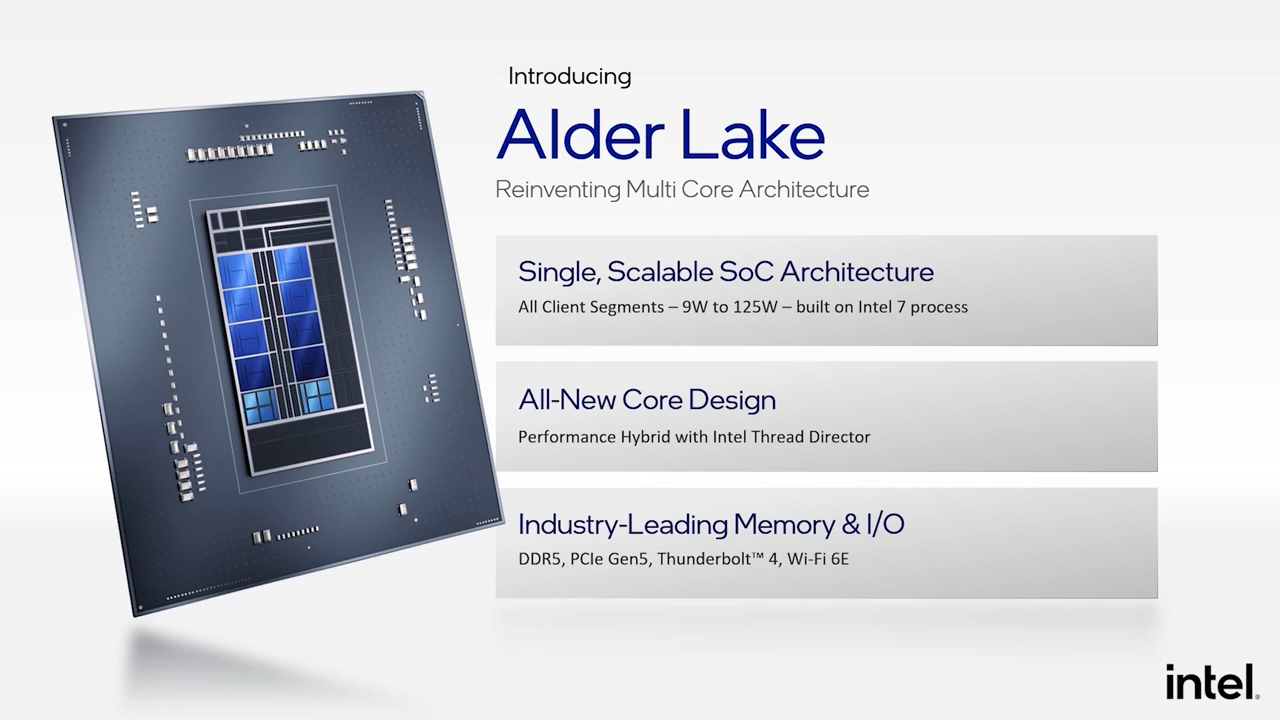 Introducing
Alder Lake
Reinventing Multi Core Architecture
Single, Scalable SoC Architecture
All Client Segments – 9W to 125W – built on Intel 7 process
All-New Core Design
Performance Hybrid with Intel Thread Director
Industry-Leading Memory & I/O
DDR5, PCIe Gen5, Thunderbolt™ 4, Wi-Fi 6E
intel®